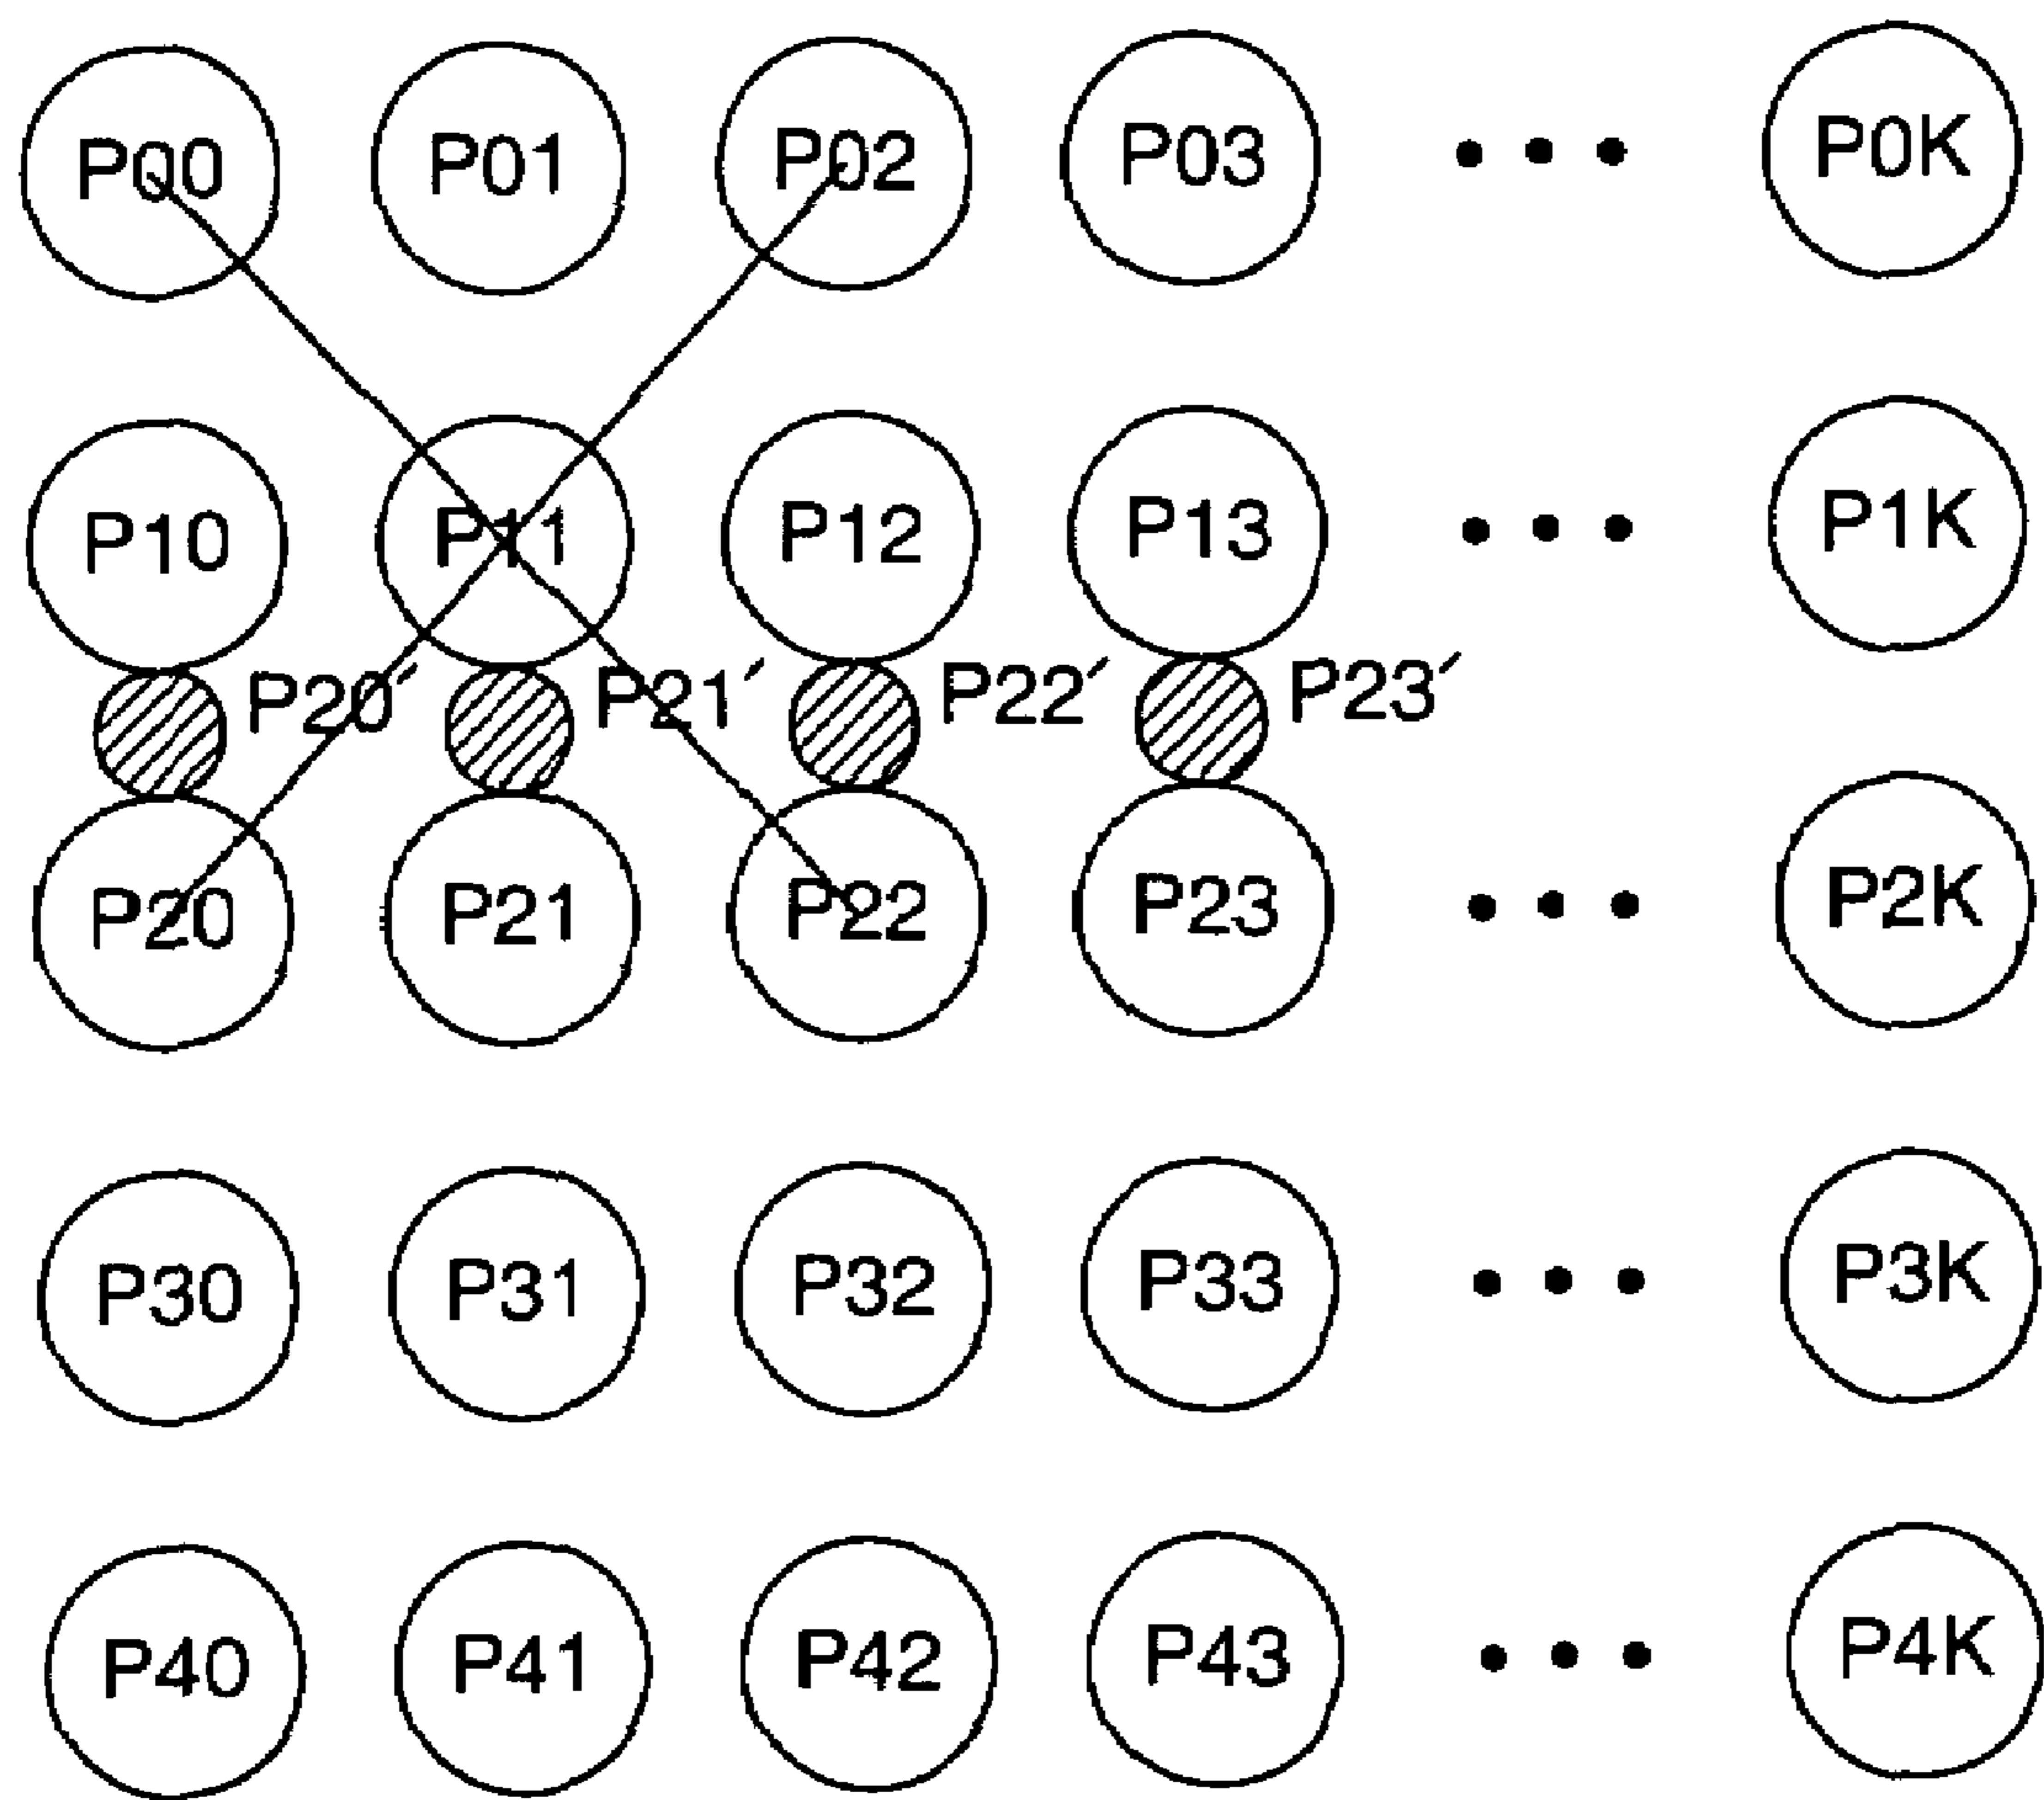 P00 P01 P02 P03 • • • P0K
P10 P11 P12 P13 • • • P1K
P20′ P21′ P22′ P23′
P20 P21 P22 P23 • • • P2K
P30 P31 P32 P33 • • • P3K
P40 P41 P42 P43 • • • P4K